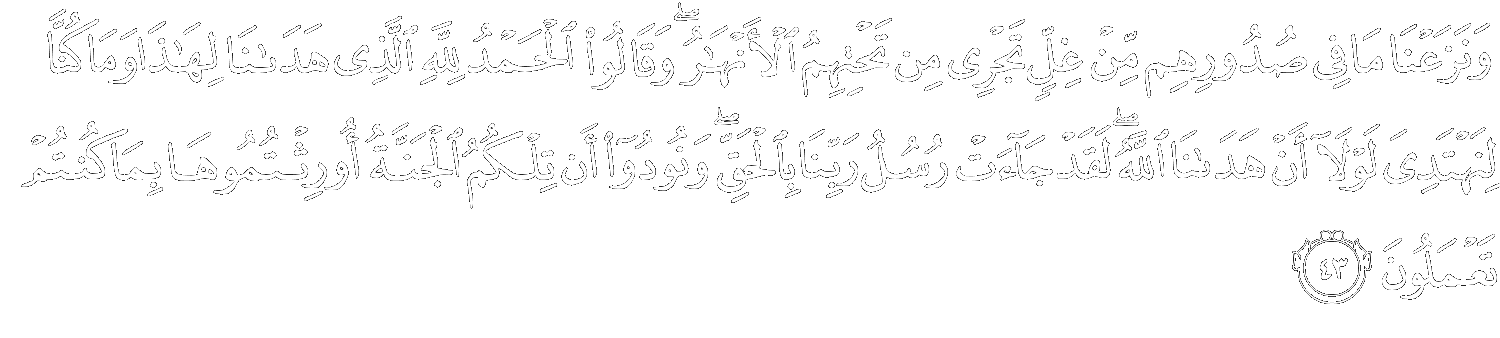 وَنَزَعْنَا مَا فِى صُدُورِهِم مِّنْ غِلٍّ تَجْرِى مِن تَحْتِهِمُ ٱلْأَنْهَـٰرُ ۖ وَقَالُوا۟ ٱلْحَمْدُ لِلَّهِ ٱلَّذِى هَدَىٰنَا لِهَـٰذَا وَمَا كُنَّا
لِنَهْتَدِىَ لَوْلَآ أَنْ هَدَىٰنَا ٱللَّهُ ۖ لَقَدْ جَآءَتْ رُسُلُ رَبِّنَا بِٱلْحَقِّ ۖ وَنُودُوٓا۟ أَن تِلْكُمُ ٱلْجَنَّةُ أُورِثْتُمُوهَا بِمَا كُنتُمْ
تَعْمَلُونَ ٤٣